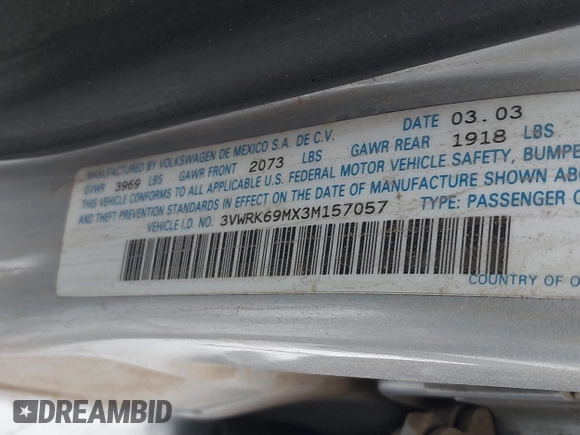 MANUFACTURED BY VOLKSWAGEN DE MEXICO S.A. DE C.V. DATE 03.03
GVWR 3969 LBS GAWR FRONT 2073 LBS GAWR REAR 1918 LBS
THIS VEHICLE CONFORMS TO ALL APPLICABLE U.S. FEDERAL MOTOR VEHICLE SAFETY, BUMPE
AND THEFT PREVENTION STANDARDS IN EFFECT ON THE DATE OF MANUFACTURE SHOWN ABO
VEHICLE I.D. NO. 3VWRK69MX3M157057 TYPE: PASSENGER C
COUNTRY OF O
DREAMBID